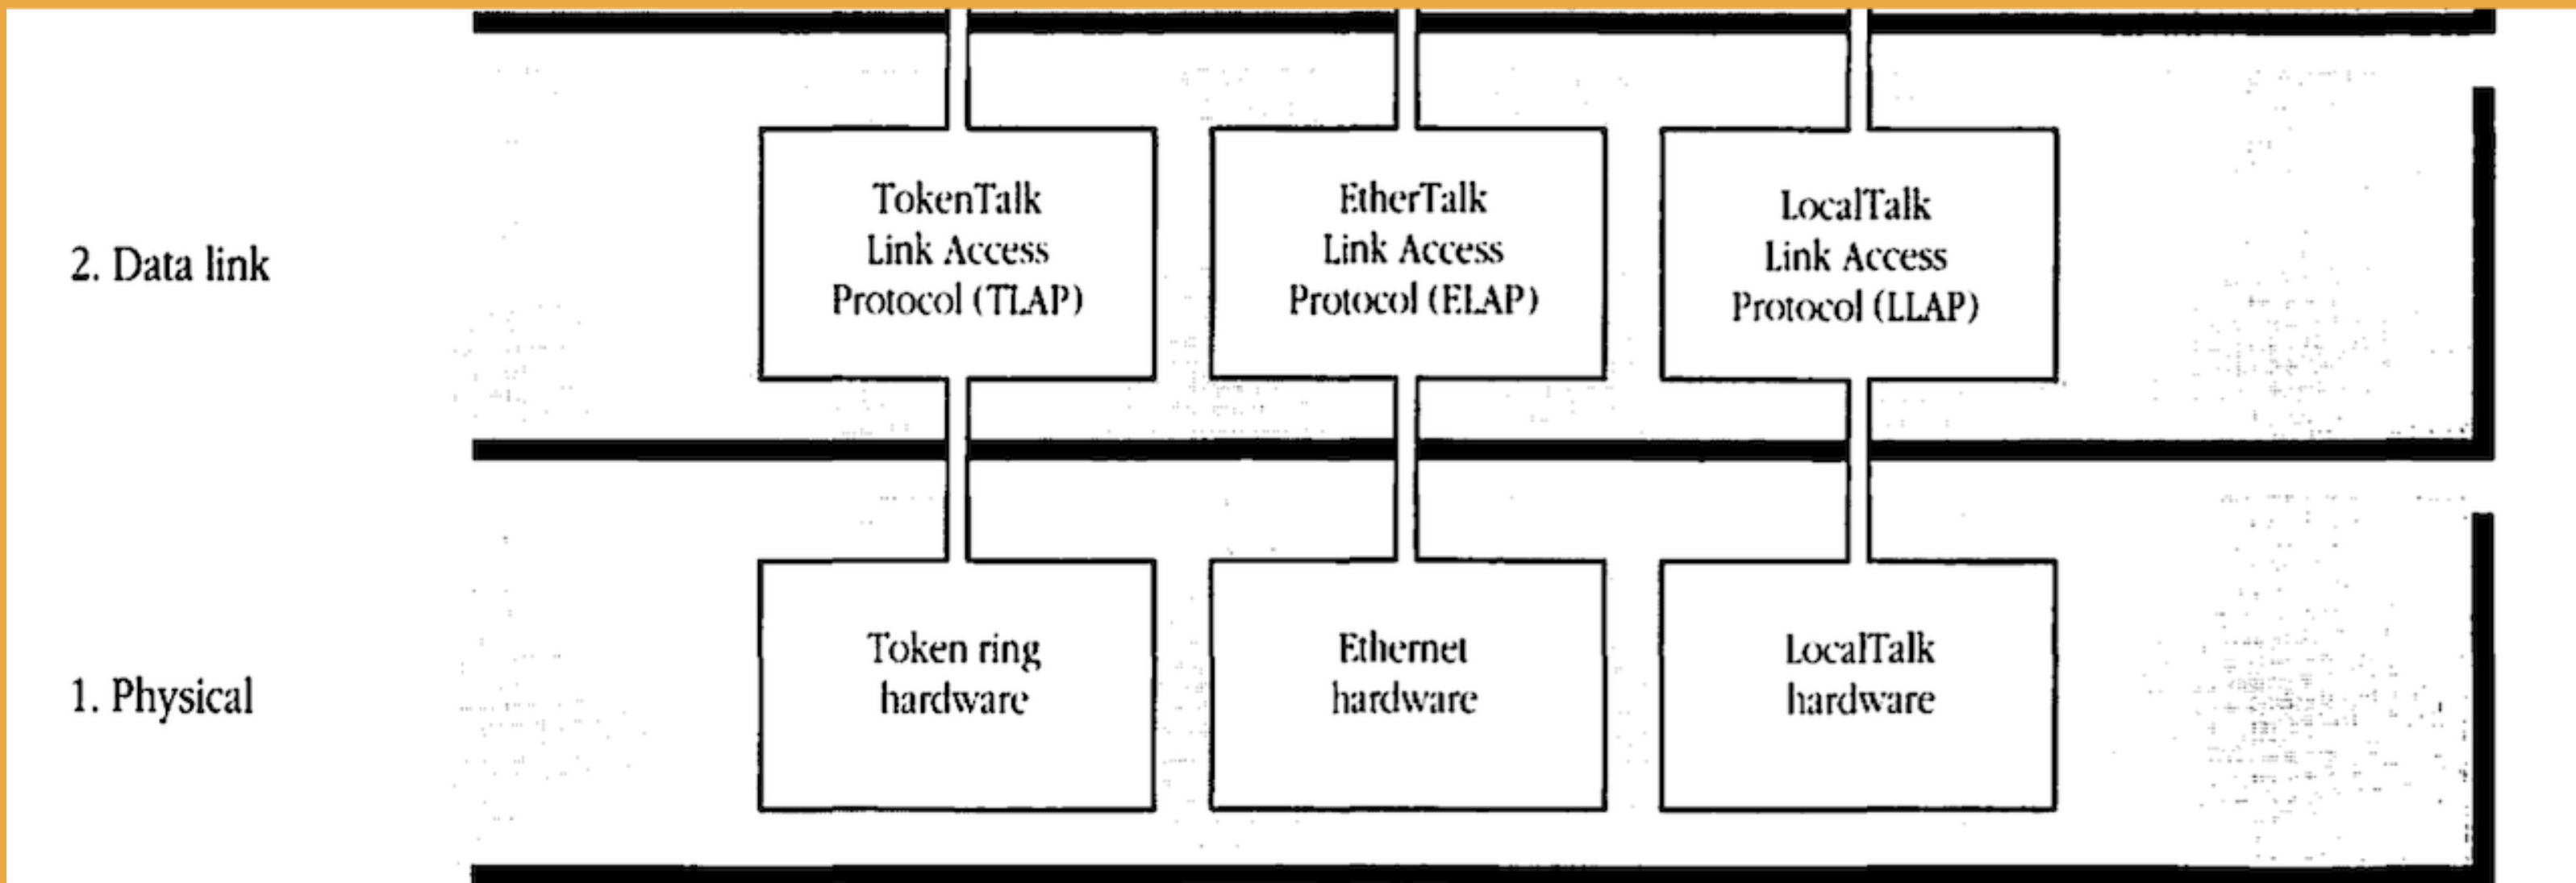 2. Data link
TokenTalk
Link Access
Protocol (TLAP)
EtherTalk
Link Access
Protocol (ELAP)
LocalTalk
Link Access
Protocol (LLAP)
1. Physical
Token ring
hardware
Ethernet
hardware
LocalTalk
hardware